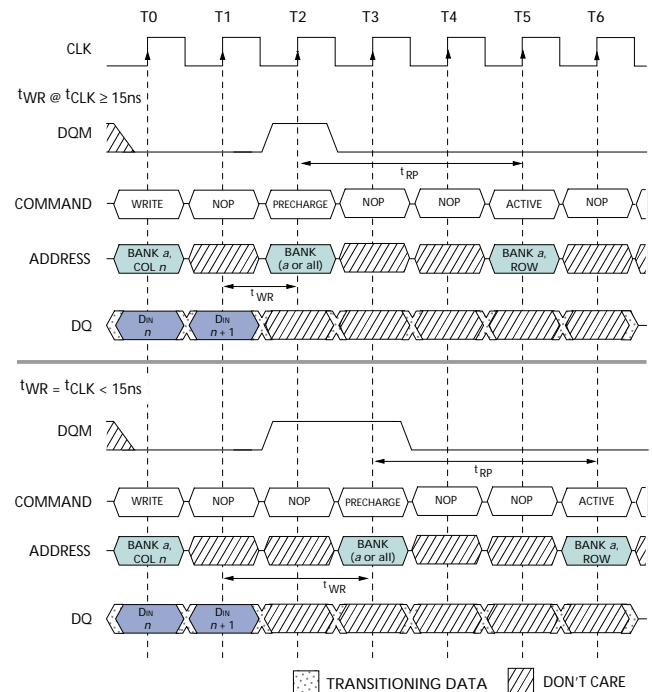 T0 T1 T2 T3 T4 T5 T6
CLK
tWR @ tCLK ≥ 15ns
DQM
tRP
COMMAND WRITE NOP PRECHARGE NOP NOP ACTIVE NOP
ADDRESS BANK a, COL n BANK (a or all) BANK a, ROW
tWR
DQ DIN n DIN n + 1
tWR = tCLK < 15ns
DQM
tRP
COMMAND WRITE NOP NOP PRECHARGE NOP NOP ACTIVE
ADDRESS BANK a, COL n BANK (a or all) BANK a, ROW
tWR
DQ DIN n DIN n + 1
TRANSITIONING DATA DON'T CARE